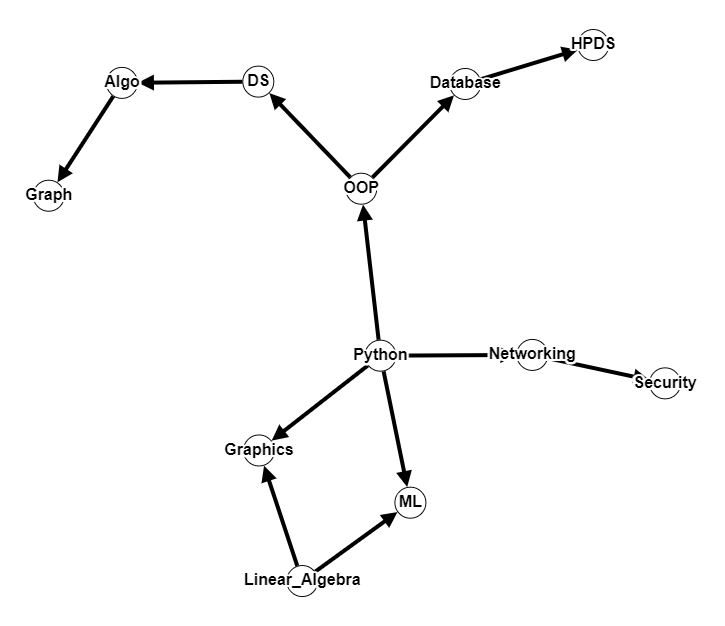 HPDS
Algo
DS
Database
OOP
Graph
Python
Networking
Security
Graphics
ML
Linear_Algebra